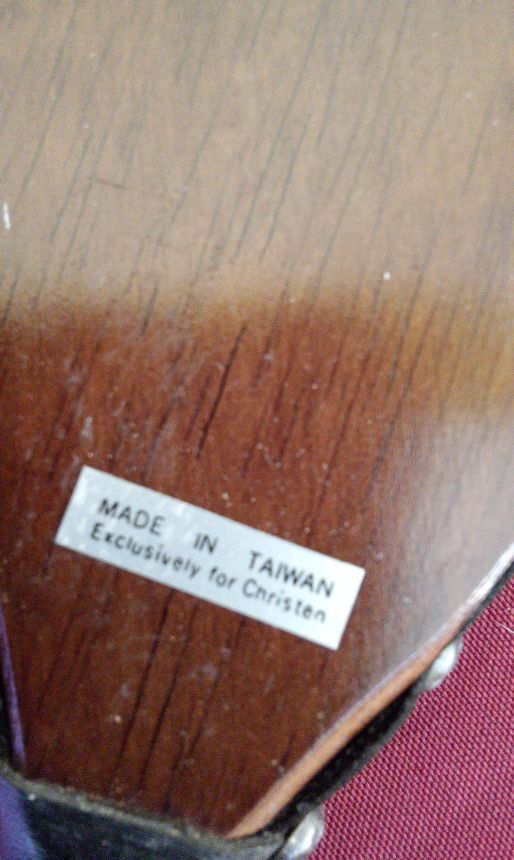 MADE IN TAIWAN
Exclusively for Christen